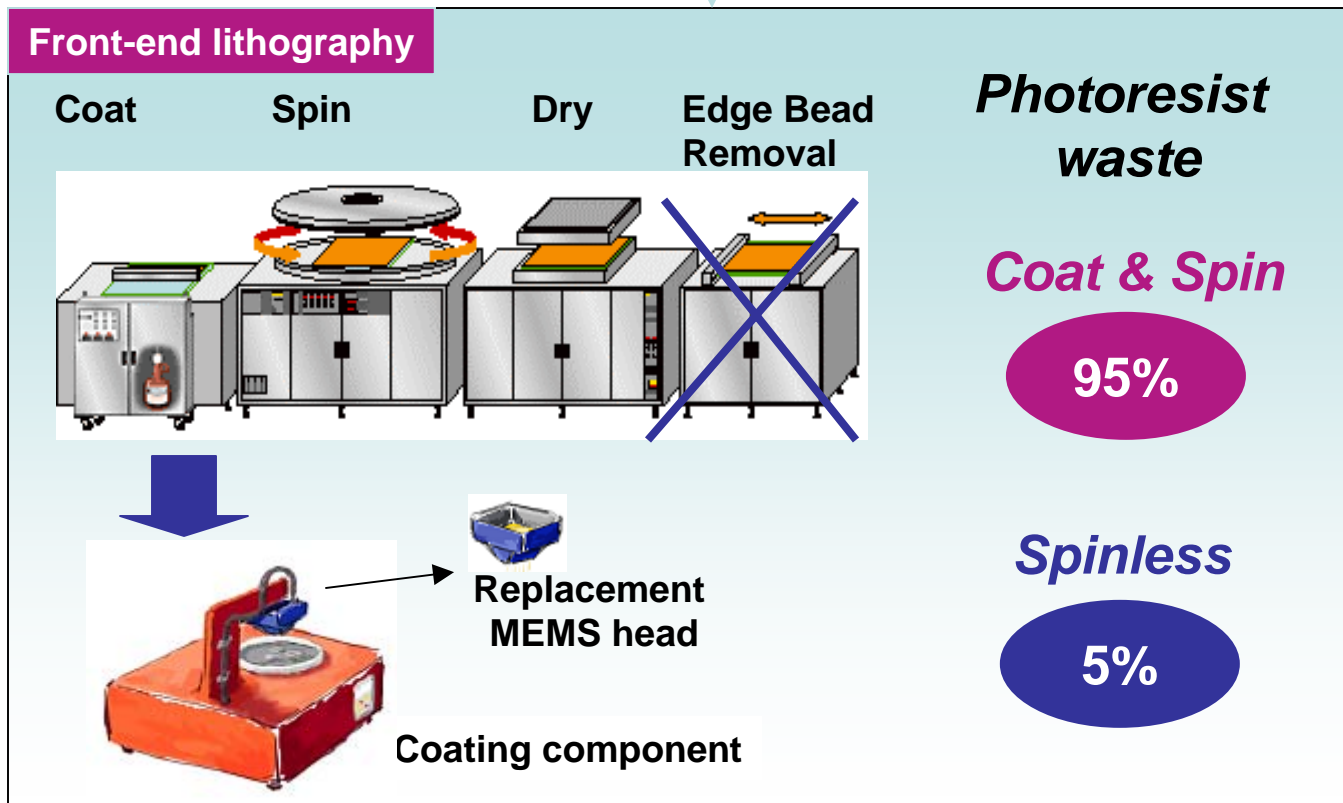 Front-end lithography
Coat Spin Dry Edge Bead
Removal
Photoresist
waste
Coat & Spin
95%
Replacement
MEMS head
Spinless
5%
Coating component